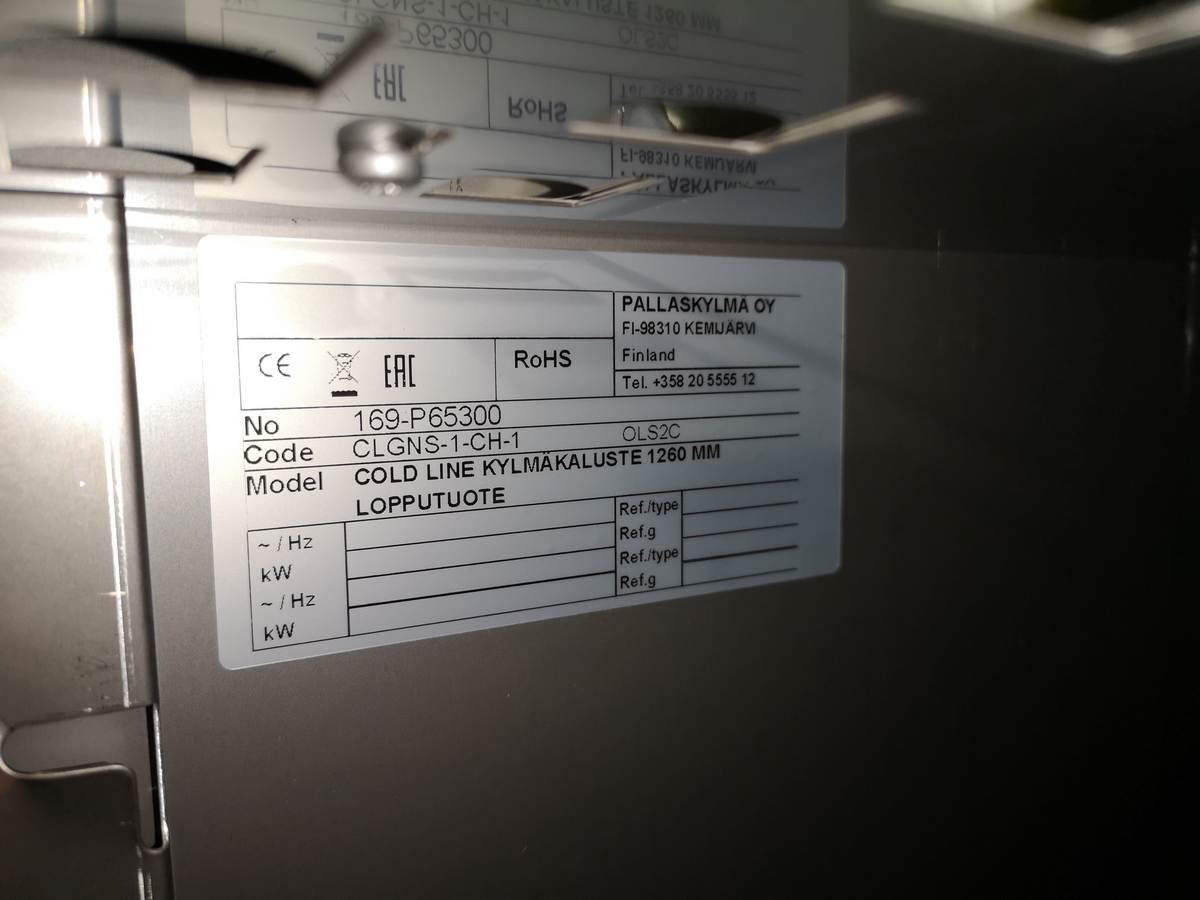 PALLASKYLMÄ OY
FI-98310 KEMIJÄRVI
Finland
Tel. +358 20 5555 12
CE EAC RoHS
No 169-P65300
Code CLGNS-1-CH-1 OLS2C
Model COLD LINE KYLMÄKALUSTE 1260 MM
LOPPUTUOTE
~ / Hz Ref./type
kW Ref.g
~ / Hz Ref./type
kW Ref.g